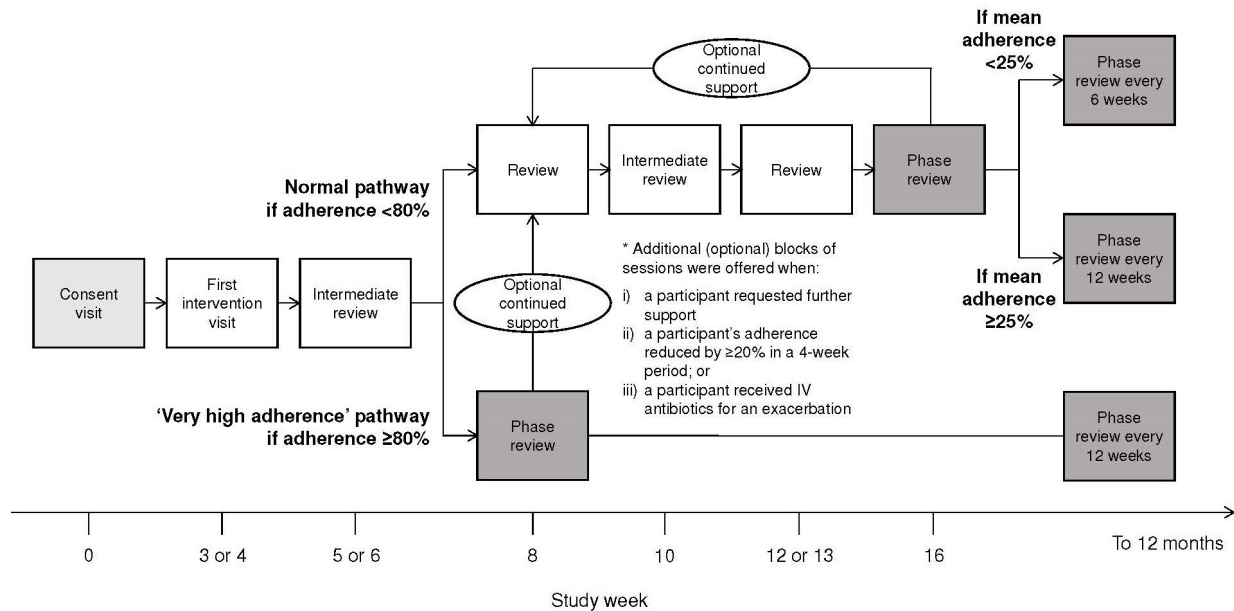 Optional
continued
support
If mean
adherence
<25%
Phase
review every
6 weeks
Normal pathway
if adherence <80%
Review
Intermediate
review
Review
Phase
review
Consent
visit
First
intervention
visit
Intermediate
review
Optional
continued
support
* Additional (optional) blocks of
sessions were offered when:
i) a participant requested further
support
ii) a participant’s adherence
reduced by ≥20% in a 4-week
period; or
iii) a participant received IV
antibiotics for an exacerbation
If mean
adherence
≥25%
Phase
review every
12 weeks
‘Very high adherence’ pathway
if adherence ≥80%
Phase
review
Phase
review every
12 weeks
0
3 or 4
5 or 6
8
10
12 or 13
16
To 12 months
Study week